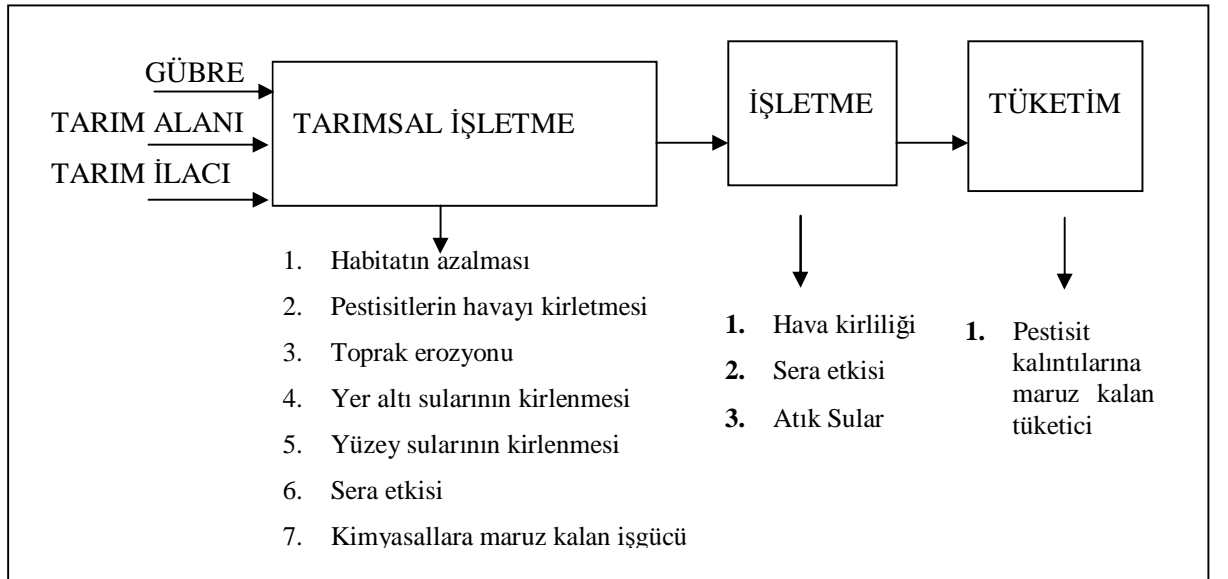 GÜBRE
TARIM ALANI
TARIM İLACI
TARIMSAL İŞLETME
İŞLETME
TÜKETİM
1. Habitatın azalması
2. Pestisitlerin havayı kirletmesi
3. Toprak erozyonu
4. Yer altı sularının kirlenmesi
5. Yüzey sularının kirlenmesi
6. Sera etkisi
7. Kimyasallara maruz kalan işgücü
1. Hava kirliliği
2. Sera etkisi
3. Atık Sular
1. Pestisit
kalıntılarına
maruz kalan
tüketici